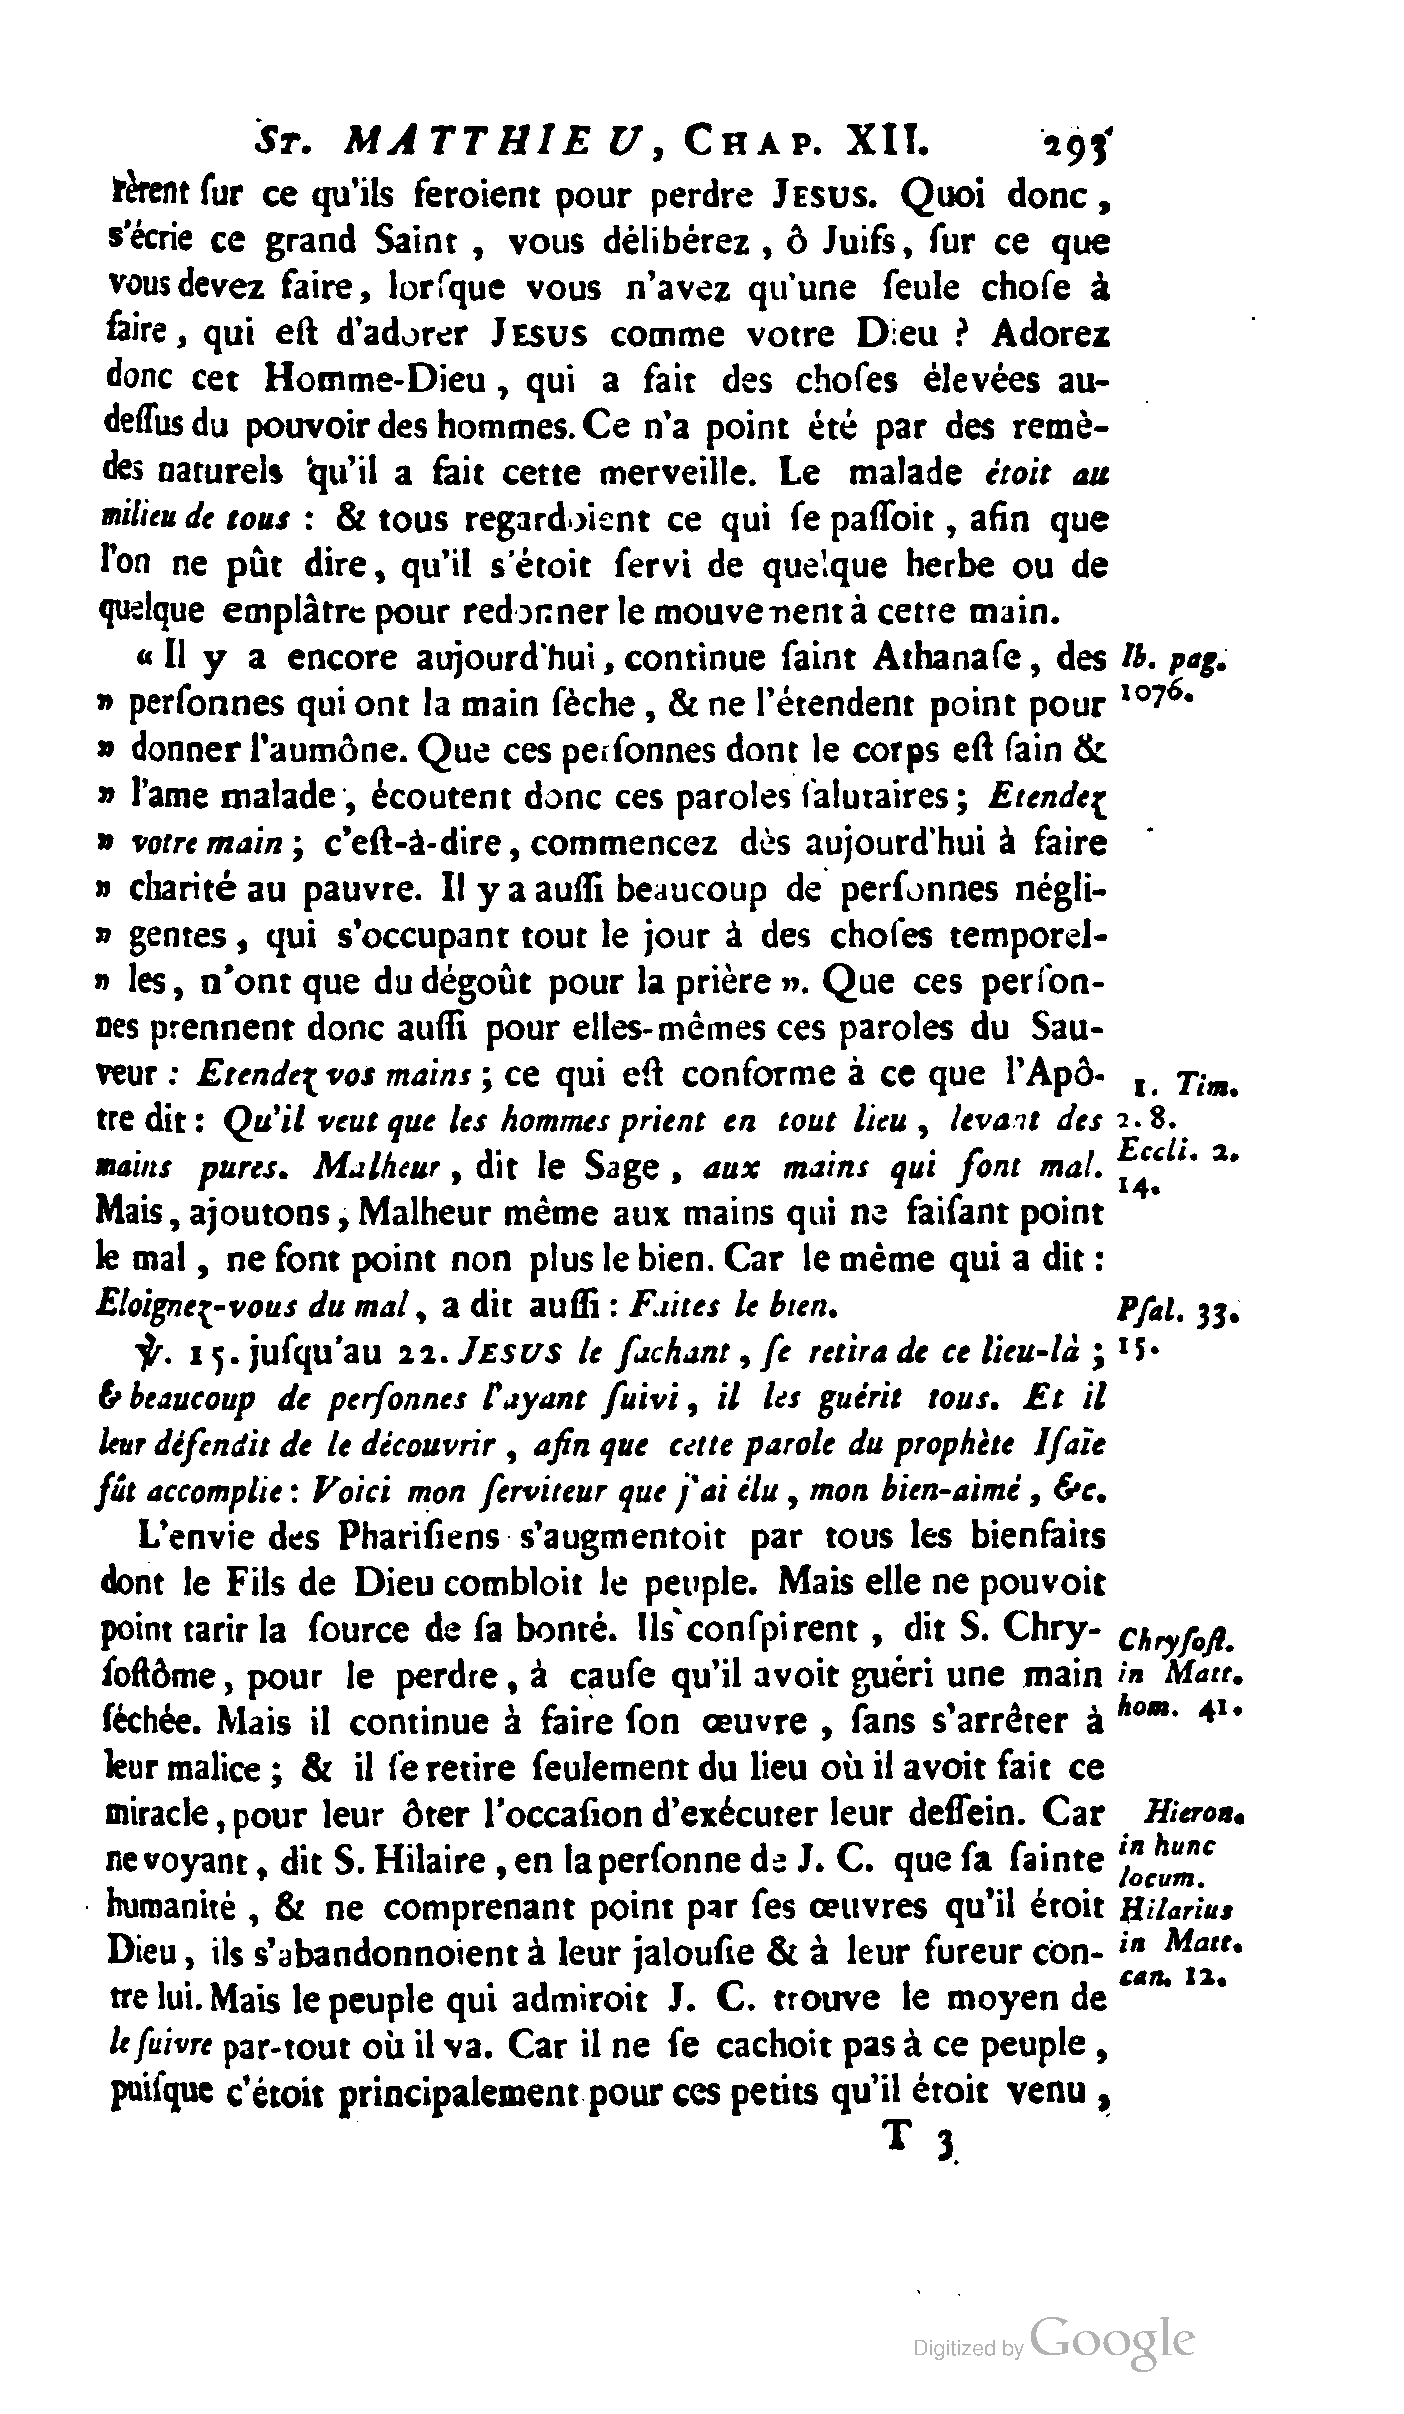 St. MATTHIEU, CHAP. XII. 293
rèrent ſur ce qu'ils feroient pour perdre JESUS. Quoi donc,
s'écrie ce grand Saint, vous délibérez, ô Juifs, ſur ce que
vous devez faire, lorſque vous n'avez qu'une ſeule choſe à
faire, qui eſt d'adorer JESUS comme votre Dieu ? Adorez
donc cet Homme-Dieu, qui a fait des choſes élevées au-
deſſus du pouvoir des hommes. Ce n'a point été par des remè-
des naturels qu'il a fait cette merveille. Le malade étoit au
milieu de tous : & tous regardoient ce qui ſe paſſoit, afin que
l'on ne pût dire, qu'il s'étoit ſervi de quelque herbe ou de
quelque emplâtre pour redonner le mouvement à cette main.
« Il y a encore aujourd'hui, continue ſaint Athanaſe, des Ib. pag.
» perſonnes qui ont la main ſèche, & ne l'étendent point pour 1076.
» donner l'aumône. Que ces perſonnes dont le corps eſt ſain &
» l'ame malade, écoutent donc ces paroles ſalutaires ; Etendez
» votre main ; c'eſt-à-dire, commencez dès aujourd'hui à faire
» charité au pauvre. Il y a auſſi beaucoup de perſonnes négli-
» gentes, qui s'occupant tout le jour à des choſes temporel-
» les, n'ont que du dégoût pour la prière ». Que ces perſon-
nes prennent donc auſſi pour elles-mêmes ces paroles du Sau-
veur : Etendez vos mains ; ce qui eſt conforme à ce que l'Apô- 1. Tim.
tre dit : Qu'il veut que les hommes prient en tout lieu, levant des 2. 8.
mains pures. Malheur, dit le Sage, aux mains qui font mal. Eccli. 2.
14.
Mais, ajoutons, Malheur même aux mains qui ne faiſant point
le mal, ne font point non plus le bien. Car le même qui a dit :
Eloignez-vous du mal, a dit auſſi : Faites le bien. Pſal. 33.
℣. 15. juſqu'au 22. JESUS le ſachant, ſe retira de ce lieu-là ; 15.
& beaucoup de perſonnes l'ayant ſuivi, il les guérit tous. Et il
leur défendit de le découvrir, afin que cette parole du prophète Iſaïe
fût accomplie : Voici mon ſerviteur que j'ai élu, mon bien-aimé, &c.
L'envie des Phariſiens s'augmentoit par tous les bienfaits
dont le Fils de Dieu combloit le peuple. Mais elle ne pouvoit
point tarir la ſource de ſa bonté. Ils conſpirent, dit S. Chry- Chryſoſt.
ſoſtôme, pour le perdre, à cauſe qu'il avoit guéri une main in Matt.
ſéchée. Mais il continue à faire ſon œuvre, ſans s'arrêter à hom. 41.
leur malice ; & il ſe retire ſeulement du lieu où il avoit fait ce
miracle, pour leur ôter l'occaſion d'exécuter leur deſſein. Car Hieron.
ne voyant, dit S. Hilaire, en la perſonne de J. C. que ſa ſainte in hunc
locum.
humanité, & ne comprenant point par ſes œuvres qu'il étoit Hilarius
Dieu, ils s'abandonnoient à leur jalouſie & à leur fureur con- in Matt.
can. 12.
tre lui. Mais le peuple qui admiroit J. C. trouve le moyen de
le ſuivre par-tout où il va. Car il ne ſe cachoit pas à ce peuple,
puiſque c'étoit principalement pour ces petits qu'il étoit venu,
T 3
Digitized by Google